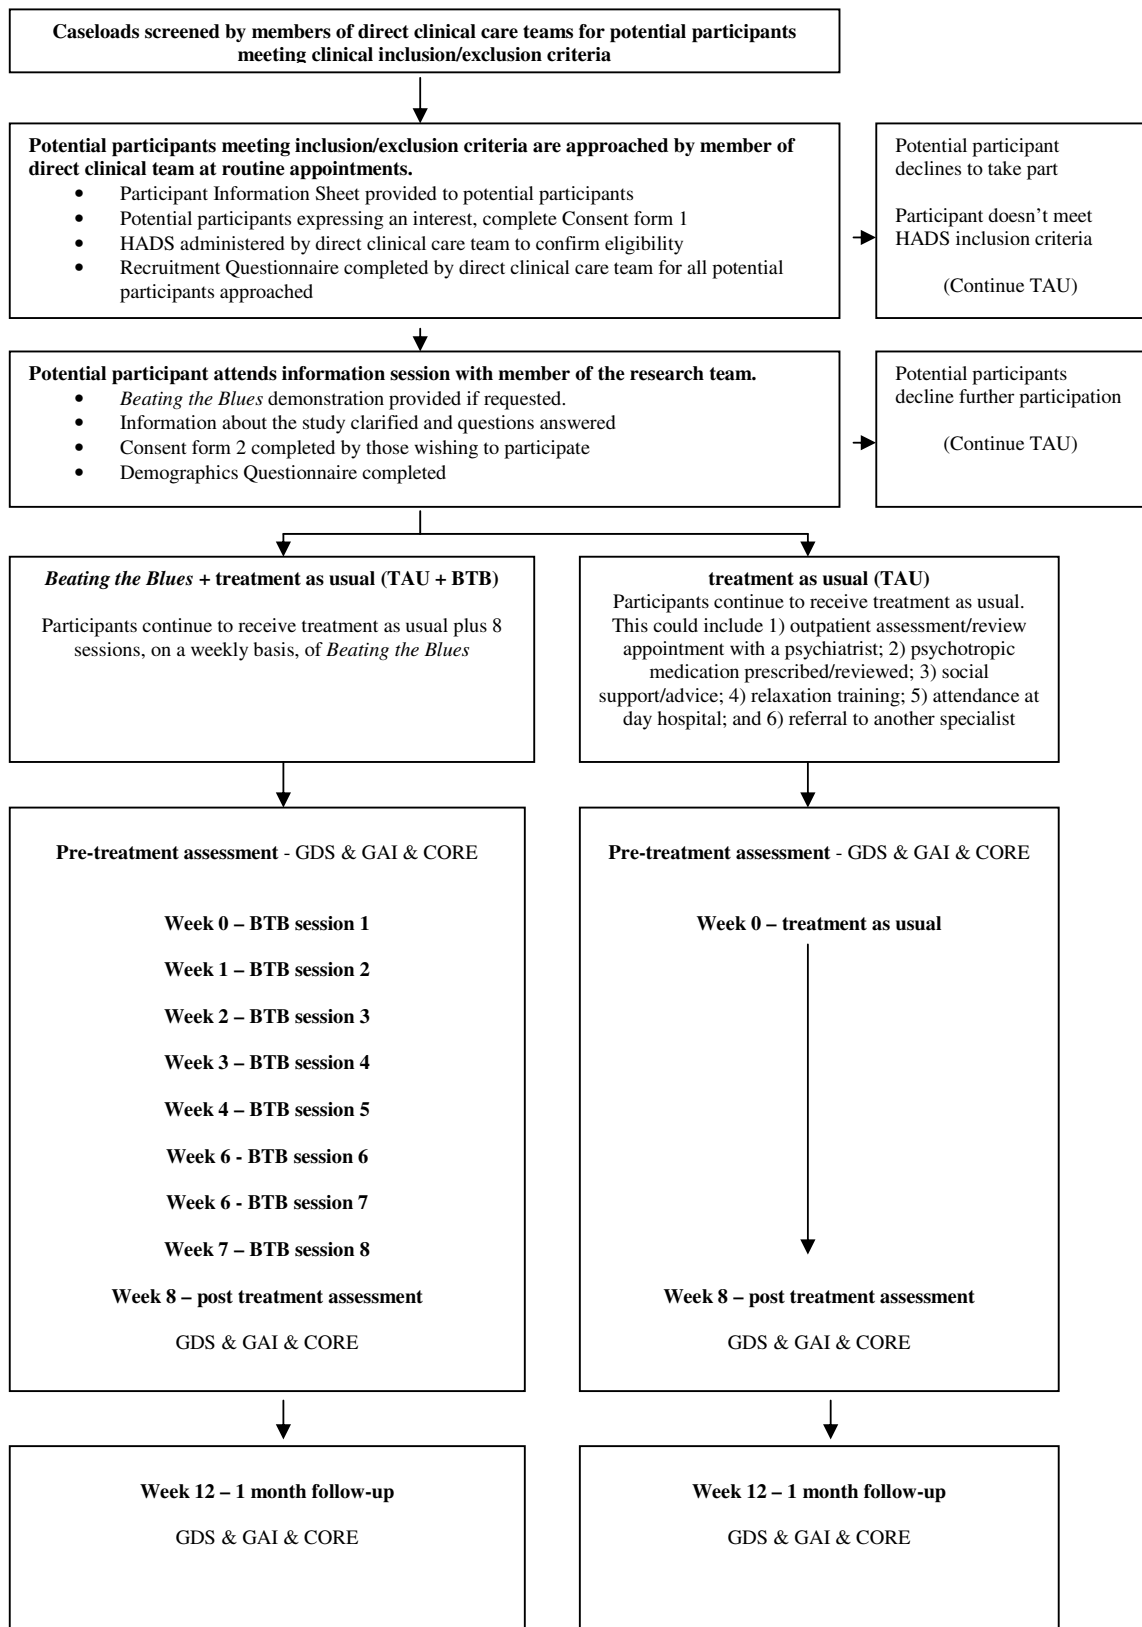 Caseloads screened by members of direct clinical care teams for potential participants
meeting clinical inclusion/exclusion criteria
Potential participants meeting inclusion/exclusion criteria are approached by member of
direct clinical team at routine appointments.
• Participant Information Sheet provided to potential participants
• Potential participants expressing an interest, complete Consent form 1
• HADS administered by direct clinical care team to confirm eligibility
• Recruitment Questionnaire completed by direct clinical care team for all potential
participants approached
Potential participant
declines to take part
Participant doesn't meet
HADS inclusion criteria
(Continue TAU)
Potential participant attends information session with member of the research team.
• Beating the Blues demonstration provided if requested.
• Information about the study clarified and questions answered
• Consent form 2 completed by those wishing to participate
• Demographics Questionnaire completed
Potential participants
decline further participation
(Continue TAU)
Beating the Blues + treatment as usual (TAU + BTB)
Participants continue to receive treatment as usual plus 8
sessions, on a weekly basis, of Beating the Blues
treatment as usual (TAU)
Participants continue to receive treatment as usual.
This could include 1) outpatient assessment/review
appointment with a psychiatrist; 2) psychotropic
medication prescribed/reviewed; 3) social
support/advice; 4) relaxation training; 5) attendance at
day hospital; and 6) referral to another specialist
Pre-treatment assessment - GDS & GAI & CORE
Week 0 – BTB session 1
Week 1 – BTB session 2
Week 2 – BTB session 3
Week 3 – BTB session 4
Week 4 – BTB session 5
Week 6 - BTB session 6
Week 6 - BTB session 7
Week 7 – BTB session 8
Week 8 – post treatment assessment
GDS & GAI & CORE
Pre-treatment assessment - GDS & GAI & CORE
Week 0 – treatment as usual
Week 8 – post treatment assessment
GDS & GAI & CORE
Week 12 – 1 month follow-up
GDS & GAI & CORE
Week 12 – 1 month follow-up
GDS & GAI & CORE